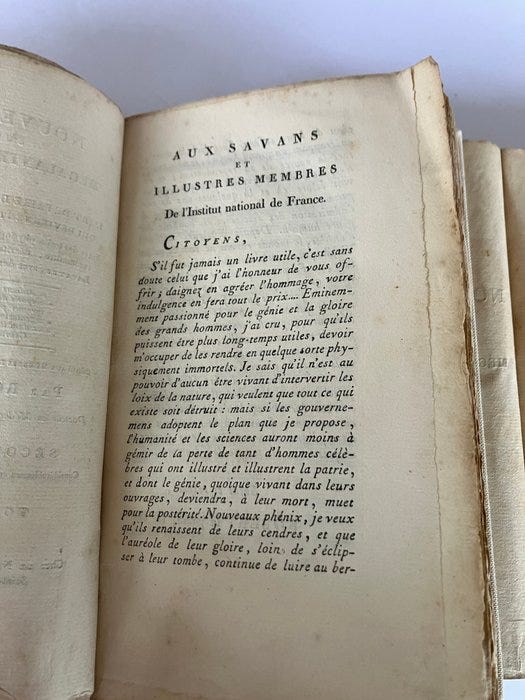 AUX SAVANS
ET
ILLUSTRES MEMBRES
De l'Institut national de France.
CITOYENS,
S'il fut jamais un livre utile, c'est sans
doute celui que j'ai l'honneur de vous of-
frir; daignez en agréer l'hommage, votre
indulgence en fera tout le prix.... Éminem-
ment passionné pour le génie et la gloire
des grands hommes, j'ai cru, pour qu'ils
puissent être plus long-temps utiles, devoir
m'occuper de les rendre en quelque sorte phy-
siquement immortels. Je sais qu'il n'est au
pouvoir d'aucun être vivant d'intervertir les
loix de la nature, qui veulent que tout ce qui
existe soit détruit : mais si les gouverne-
mens adoptent le plan que je propose,
l'humanité et les sciences auront moins à
gémir de la perte de tant d'hommes célè-
bres qui ont illustré et illustrent la patrie,
et dont le génie, quoique vivant dans leurs
ouvrages, deviendra, à leur mort, muet
pour la postérité. Nouveaux phénix, je veux
qu'ils renaissent de leurs cendres, et que
l'auréole de leur gloire, loin de s'éclip-
ser à leur tombe, continue de luire au ber-
NOUVE
SECO
TO
NO